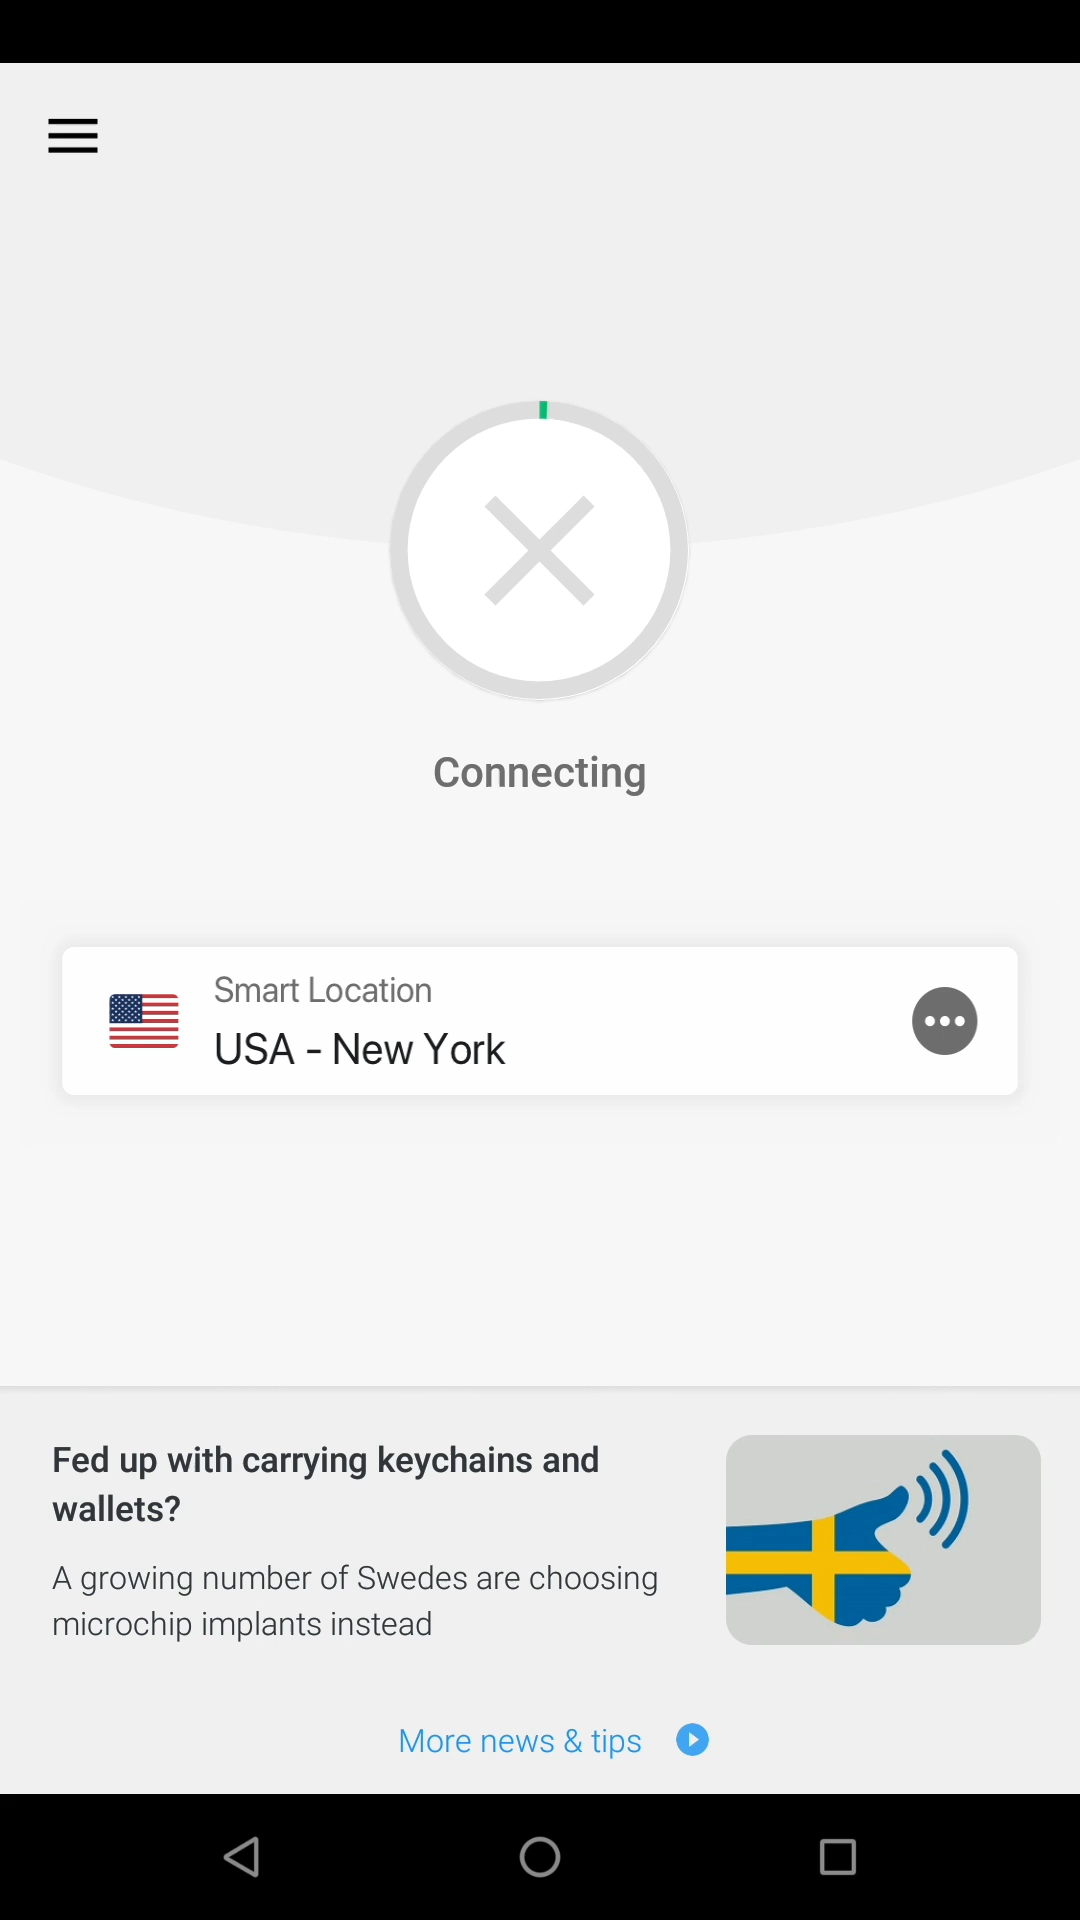 Connecting
Smart Location
USA - New York
Fed up with carrying keychains and
wallets?
A growing number of Swedes are choosing
microchip implants instead
More news & tips